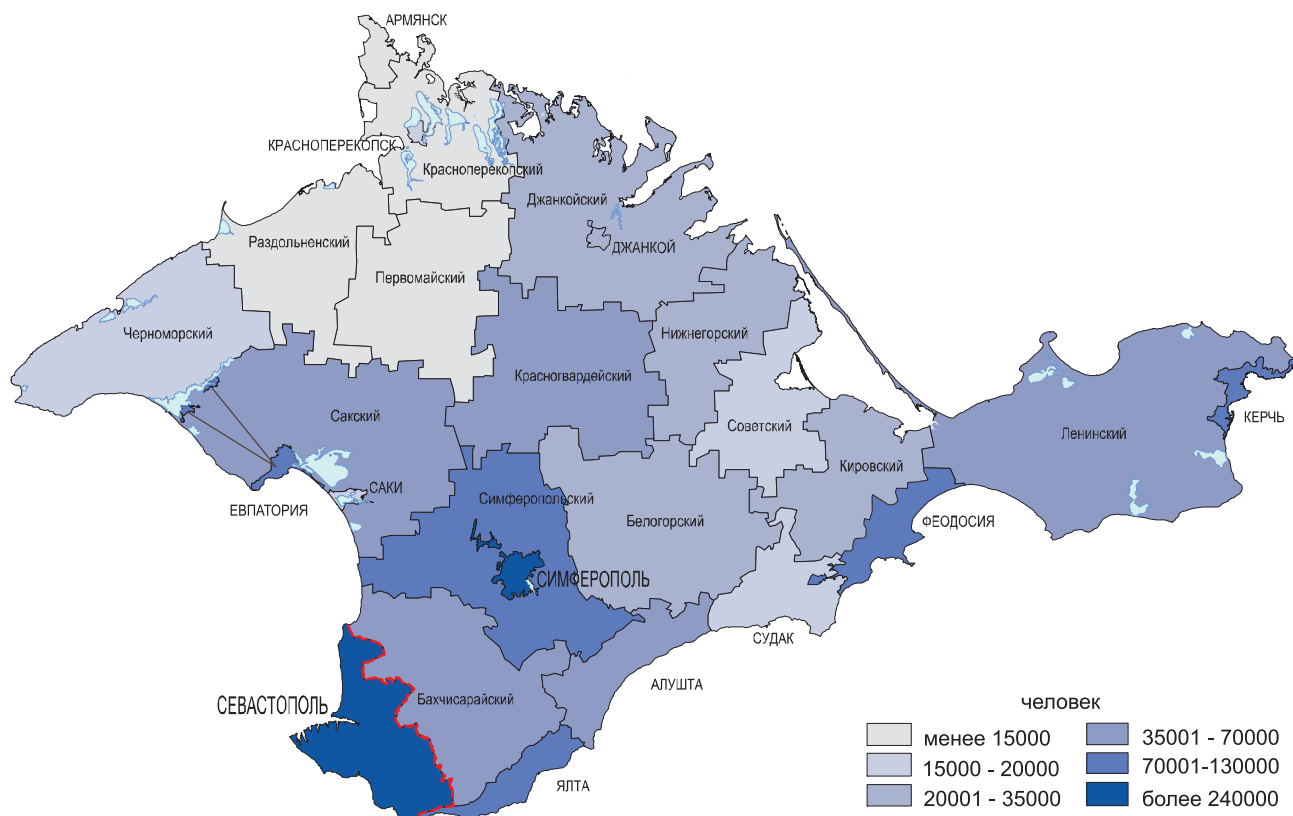 АРМЯНСК
КРАСНОПЕРЕКОПСК
Красноперекопский
Джанкойский
Раздольненский
ДЖАНКОЙ
Первомайский
Черноморский
Нижнегорский
Красногвардейский
Сакский
Советский
Ленинский
КЕРЧЬ
Кировский
САКИ
Симферопольский
ЕВПАТОРИЯ
Белогорский
ФЕОДОСИЯ
СИМФЕРОПОЛЬ
СУДАК
АЛУШТА
Бахчисарайский
СЕВАСТОПОЛЬ
ЯЛТА
человек
менее 15000
15000 - 20000
20001 - 35000
35001 - 70000
70001-130000
более 240000